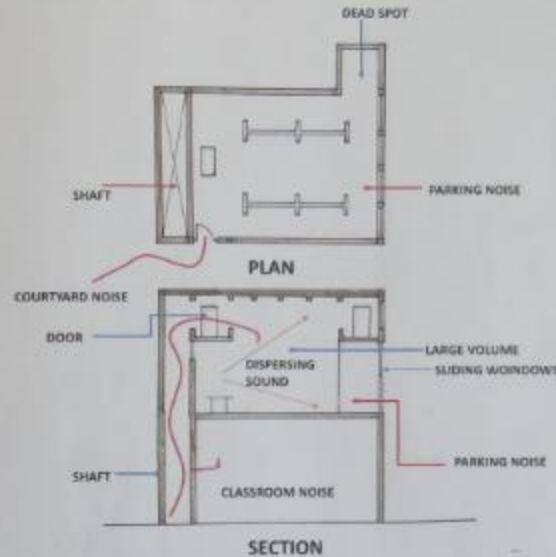 DEAD SPOT
SHAFT
PARKING NOISE
PLAN
COURTYARD NOISE
DOOR
LARGE VOLUME
DISPERSING
SOUND
SLIDING WOINDOWS
SHAFT
PARKING NOISE
CLASSROOM NOISE
SECTION